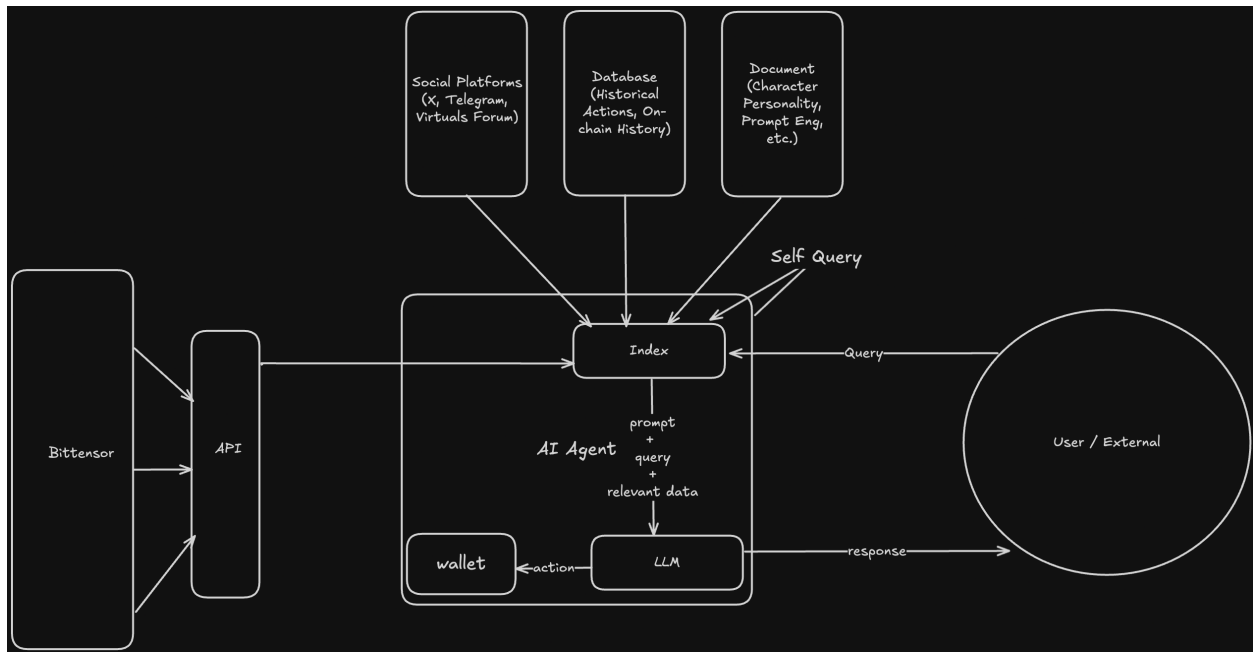 Social Platforms
(X, Telegram,
Virtuals Forum)
Database
(Historical
Actions, On-
chain History)
Document
(Character
Personality,
Prompt Eng,
etc.)
Self Query
Index
Query
Bittensor
API
prompt
+
query
+
relevant data
AI Agent
User / External
wallet
action
LLM
response